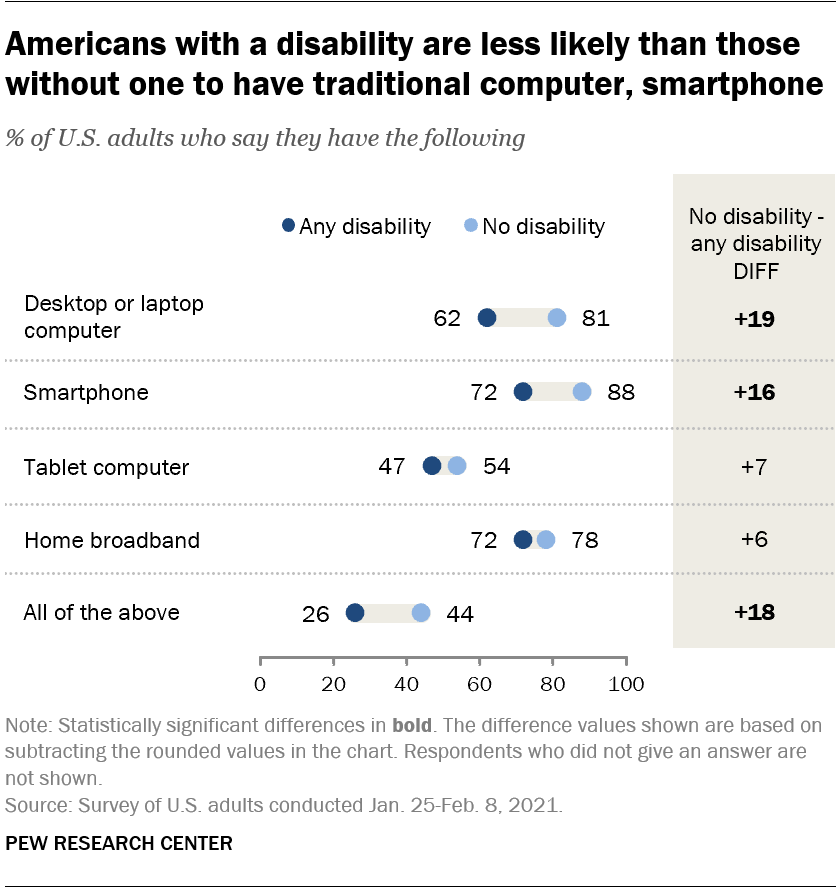 Americans with a disability are less likely than those
without one to have traditional computer, smartphone
% of U.S. adults who say they have the following
Any disability
No disability
No disability -
any disability
DIFF
Desktop or laptop
computer
62
81
+19
Smartphone
72
88
+16
Tablet computer
47
54
+7
Home broadband
72
78
+6
All of the above
26
44
+18
0
20
40
60
80
100
Note: Statistically significant differences in bold. The difference values shown are based on
subtracting the rounded values in the chart. Respondents who did not give an answer are
not shown.
Source: Survey of U.S. adults conducted Jan. 25-Feb. 8, 2021.
PEW RESEARCH CENTER